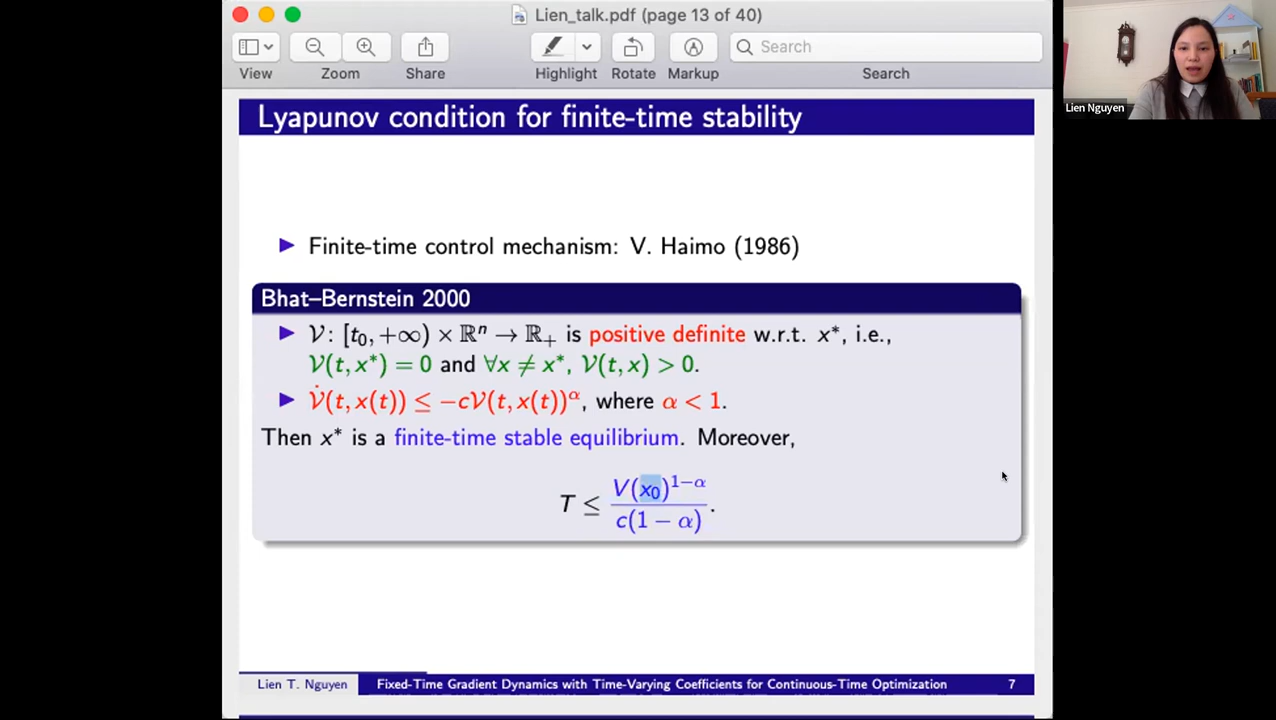 Lien_talk.pdf (page 13 of 40)
Search
View
Zoom
Share
Highlight
Rotate
Markup
Search
Lien Nguyen
Lyapunov condition for finite-time stability
▶ Finite-time control mechanism: V. Haimo (1986)
Bhat–Bernstein 2000
▶ 𝒱: [t₀, +∞) × ℝⁿ → ℝ₊ is positive definite w.r.t. x*, i.e.,
𝒱(t, x*) = 0 and ∀x ≠ x*, 𝒱(t, x) > 0.
▶ 𝒱̇(t, x(t)) ≤ −c𝒱(t, x(t))^α, where α < 1.
Then x* is a finite-time stable equilibrium. Moreover,
T ≤ V(x₀)^{1−α} / c(1 − α).
Lien T. Nguyen
Fixed-Time Gradient Dynamics with Time-Varying Coefficients for Continuous-Time Optimization
7